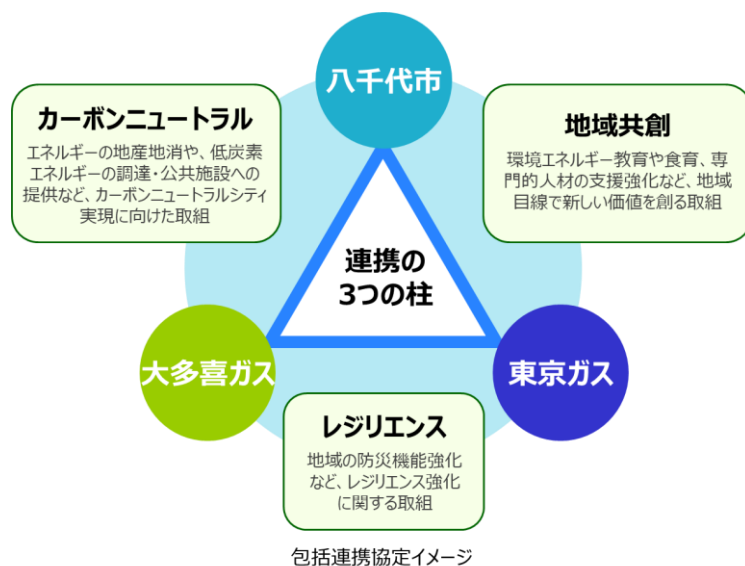 八千代市
カーボンニュートラル
エネルギーの地産地消や、低炭素
エネルギーの調達・公共施設への
提供など、カーボンニュートラルシティ
実現に向けた取組
地域共創
環境エネルギー教育や食育、専
門的人材の支援強化など、地域
目線で新しい価値を創る取組
連携の
3つの柱
大多喜ガス
東京ガス
レジリエンス
地域の防災機能強化
など、レジリエンス強化
に関する取組
包括連携協定イメージ